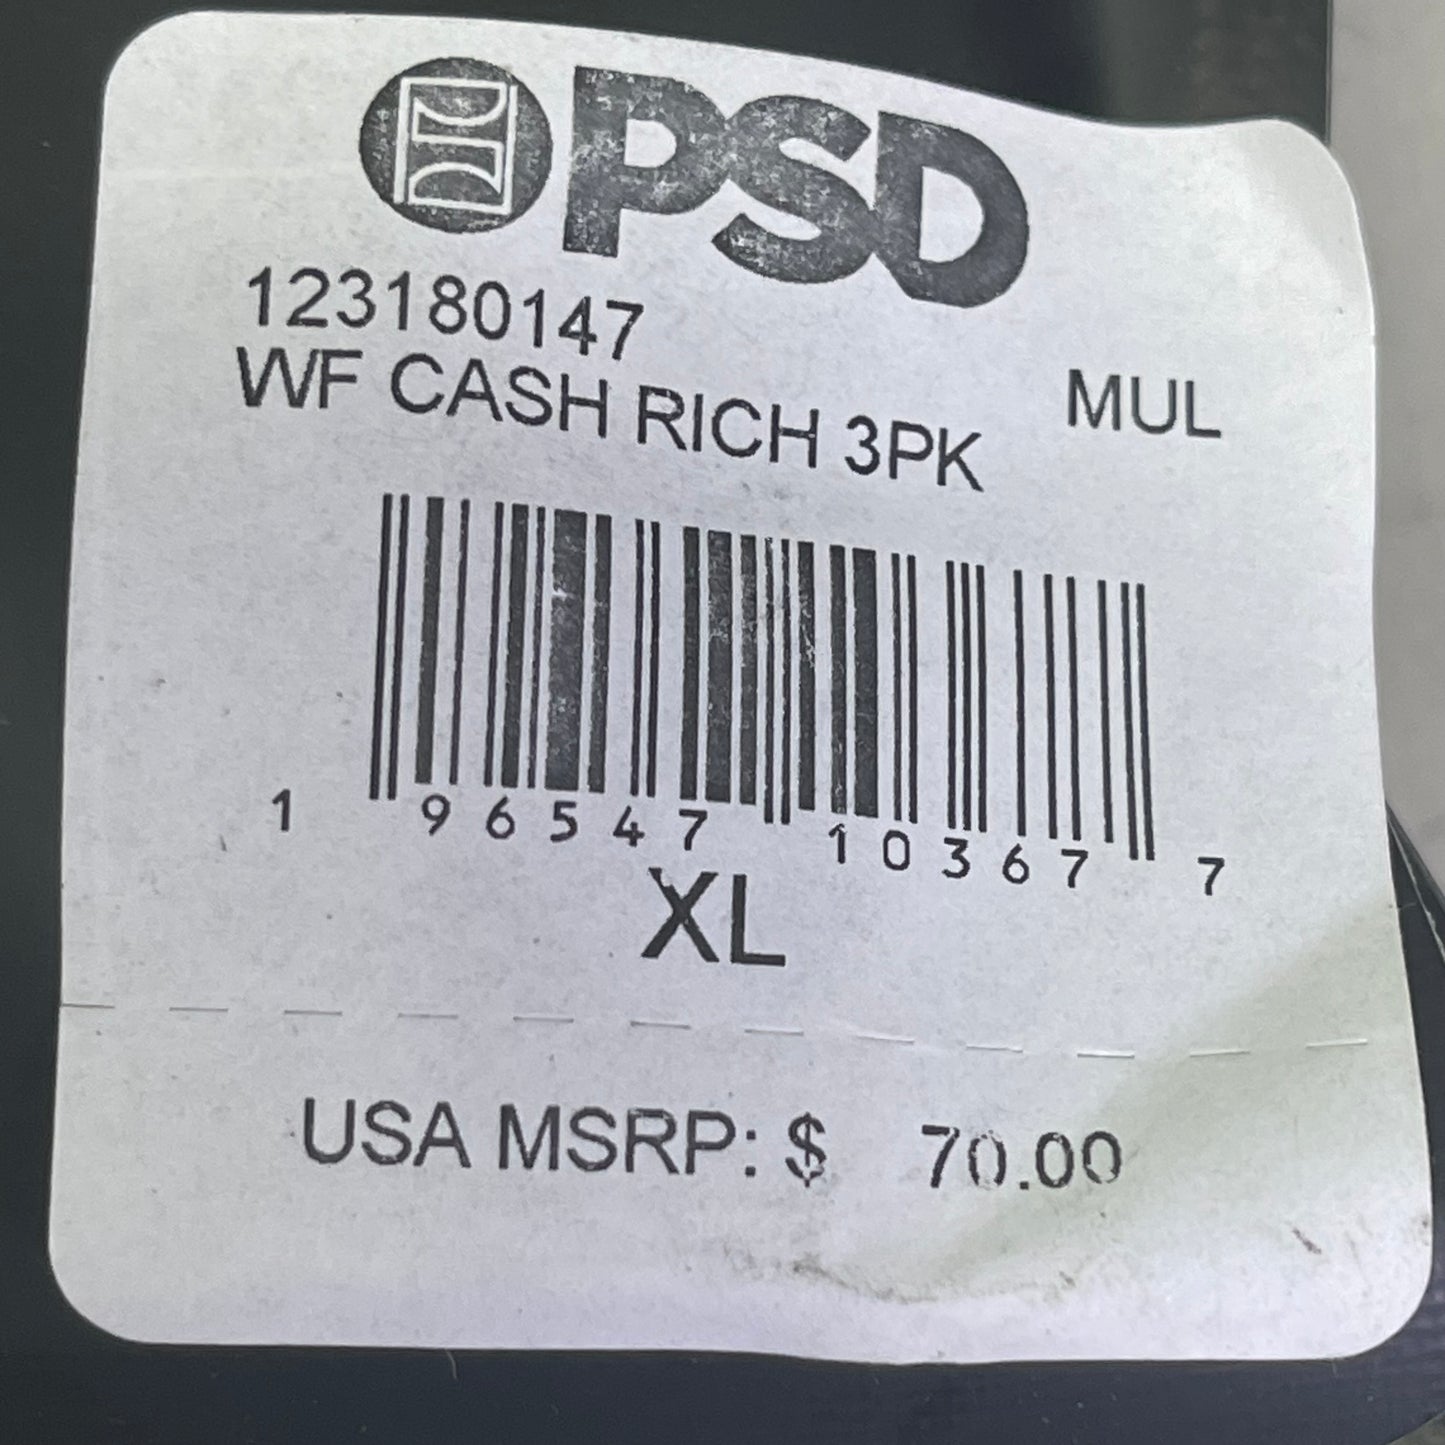 PSD
123180147
WF CASH RICH 3PK MUL
1 96547 10367 7
XL
USA MSRP: $ 70.00